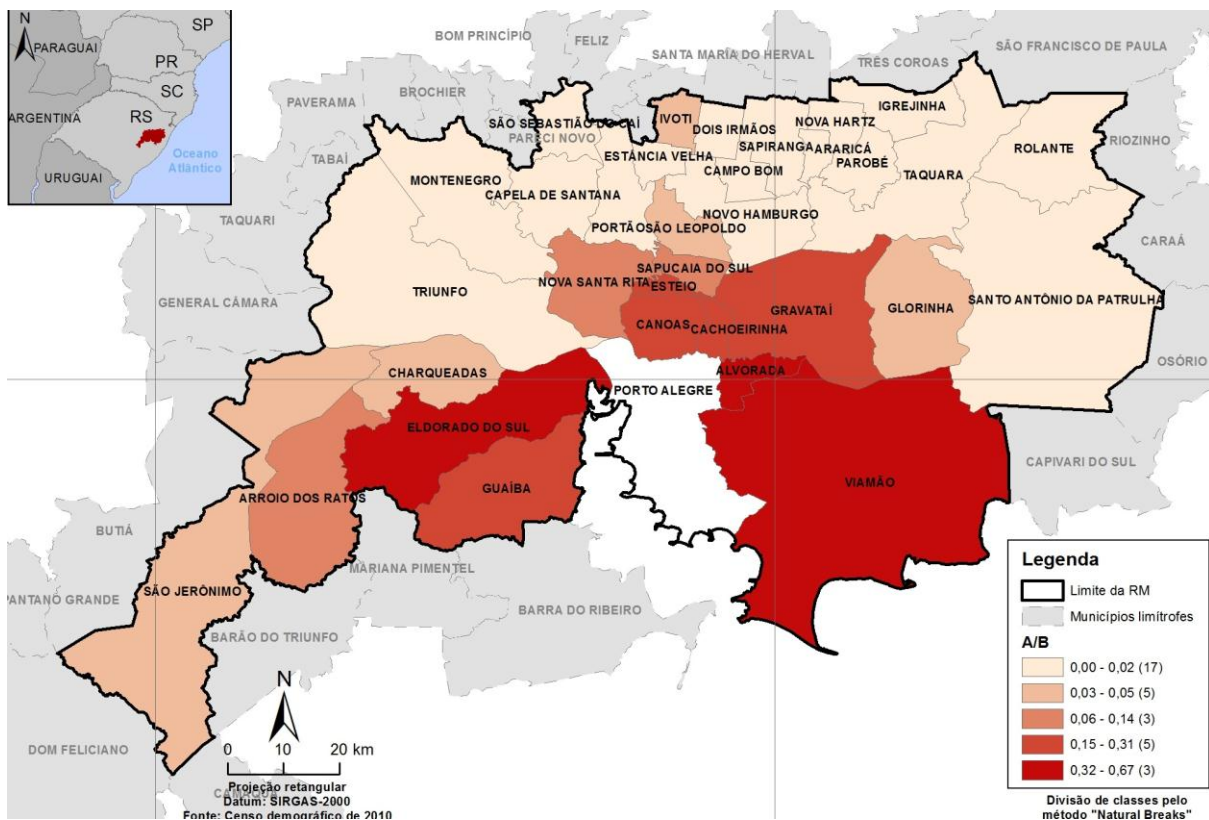 N
SP
PARAGUAI
PR
SC
ARGENTINA
RS
Oceano
Atlântico
URUGUAI
BOM PRINCÍPIO
FELIZ
SANTA MARIA DO HERVAL
TRÊS COROAS
SÃO FRANCISCO DE PAULA
PAVERAMA
BROCHIER
SÃO SEBASTIÃO DO CAÍ
PARECI NOVO
IVOTI
DOIS IRMÃOS
NOVA HARTZ
IGREJINHA
RIOZINHO
TABAÍ
ESTÂNCIA VELHA
SAPIRANGA
ARARICÁ
PAROBÉ
ROLANTE
MONTENEGRO
CAPELA DE SANTANA
CAMPO BOM
TAQUARA
TAQUARI
PORTÃO
SÃO LEOPOLDO
NOVO HAMBURGO
CARAÁ
GENERAL CÂMARA
TRIUNFO
NOVA SANTA RITA
SAPUCAIA DO SUL
ESTEIO
GRAVATAÍ
GLORINHA
SANTO ANTÔNIO DA PATRULHA
CANOAS
CACHOEIRINHA
OSÓRIO
CHARQUEADAS
ALVORADA
PORTO ALEGRE
ELDORADO DO SUL
CAPIVARI DO SUL
ARROIO DOS RATOS
GUAÍBA
VIAMÃO
BUTIÁ
MARIANA PIMENTEL
PANTANO GRANDE
SÃO JERÔNIMO
BARRA DO RIBEIRO
BARÃO DO TRIUNFO
DOM FELICIANO
CAMAQUÃ
N
0 10 20 km
Projeção retangular
Datum: SIRGAS-2000
Fonte: Censo demográfico de 2010
Legenda
Limite da RM
Municípios limítrofes
A/B
0,00 - 0,02 (17)
0,03 - 0,05 (5)
0,06 - 0,14 (3)
0,15 - 0,31 (5)
0,32 - 0,67 (3)
Divisão de classes pelo
método "Natural Breaks"